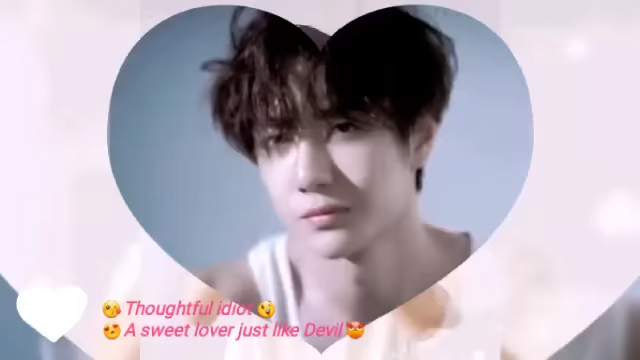 😘 Thoughtful idiot 😉
😍 A sweet lover just like Devil 😈